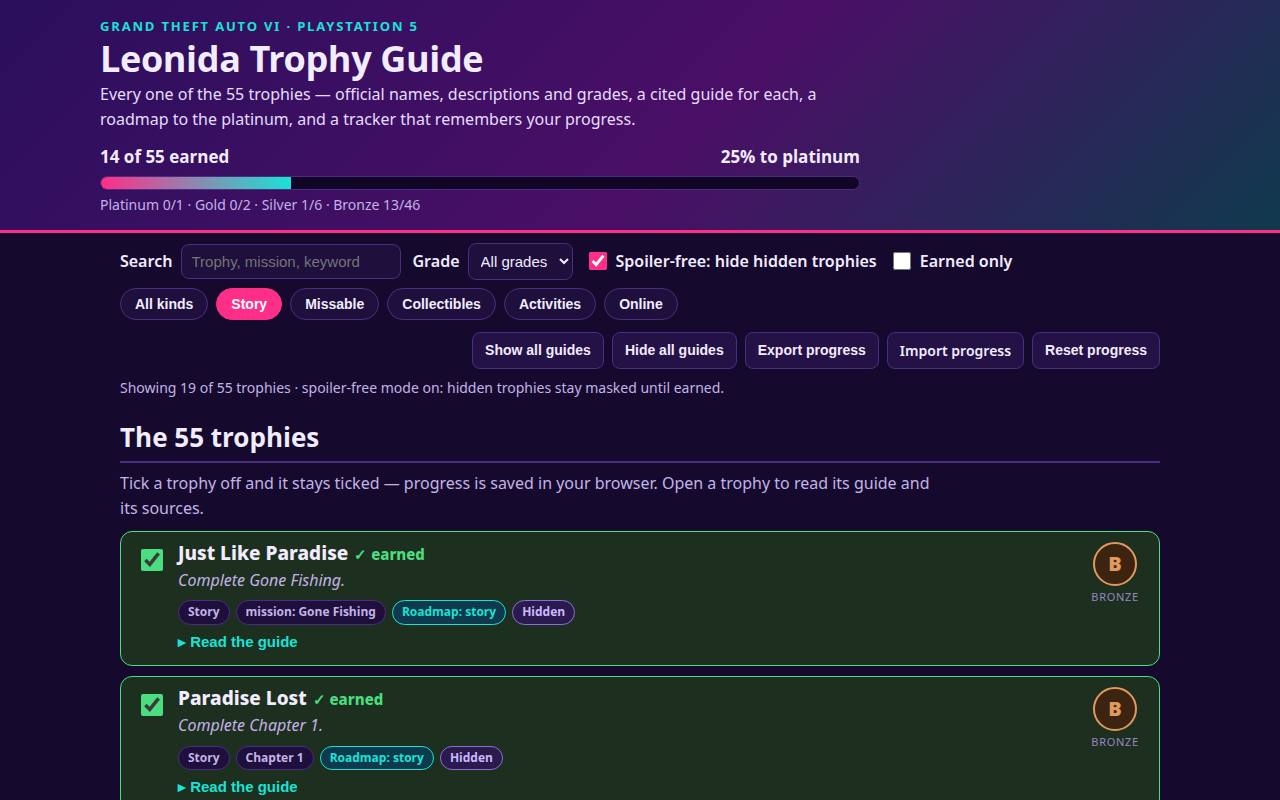 GRAND THEFT AUTO VI · PLAYSTATION 5
Leonida Trophy Guide
Every one of the 55 trophies — official names, descriptions and grades, a cited guide for each, a
roadmap to the platinum, and a tracker that remembers your progress.
14 of 55 earned 25% to platinum
Platinum 0/1 · Gold 0/2 · Silver 1/6 · Bronze 13/46
Search Trophy, mission, keyword Grade All grades Spoiler-free: hide hidden trophies Earned only
All kinds Story Missable Collectibles Activities Online
Show all guides Hide all guides Export progress Import progress Reset progress
Showing 19 of 55 trophies · spoiler-free mode on: hidden trophies stay masked until earned.
The 55 trophies
Tick a trophy off and it stays ticked — progress is saved in your browser. Open a trophy to read its guide and
its sources.
Just Like Paradise ✓ earned
B
Complete Gone Fishing.
BRONZE
Story mission: Gone Fishing Roadmap: story Hidden
▸ Read the guide
Paradise Lost ✓ earned
B
Complete Chapter 1.
BRONZE
Story Chapter 1 Roadmap: story Hidden
▸ Read the guide